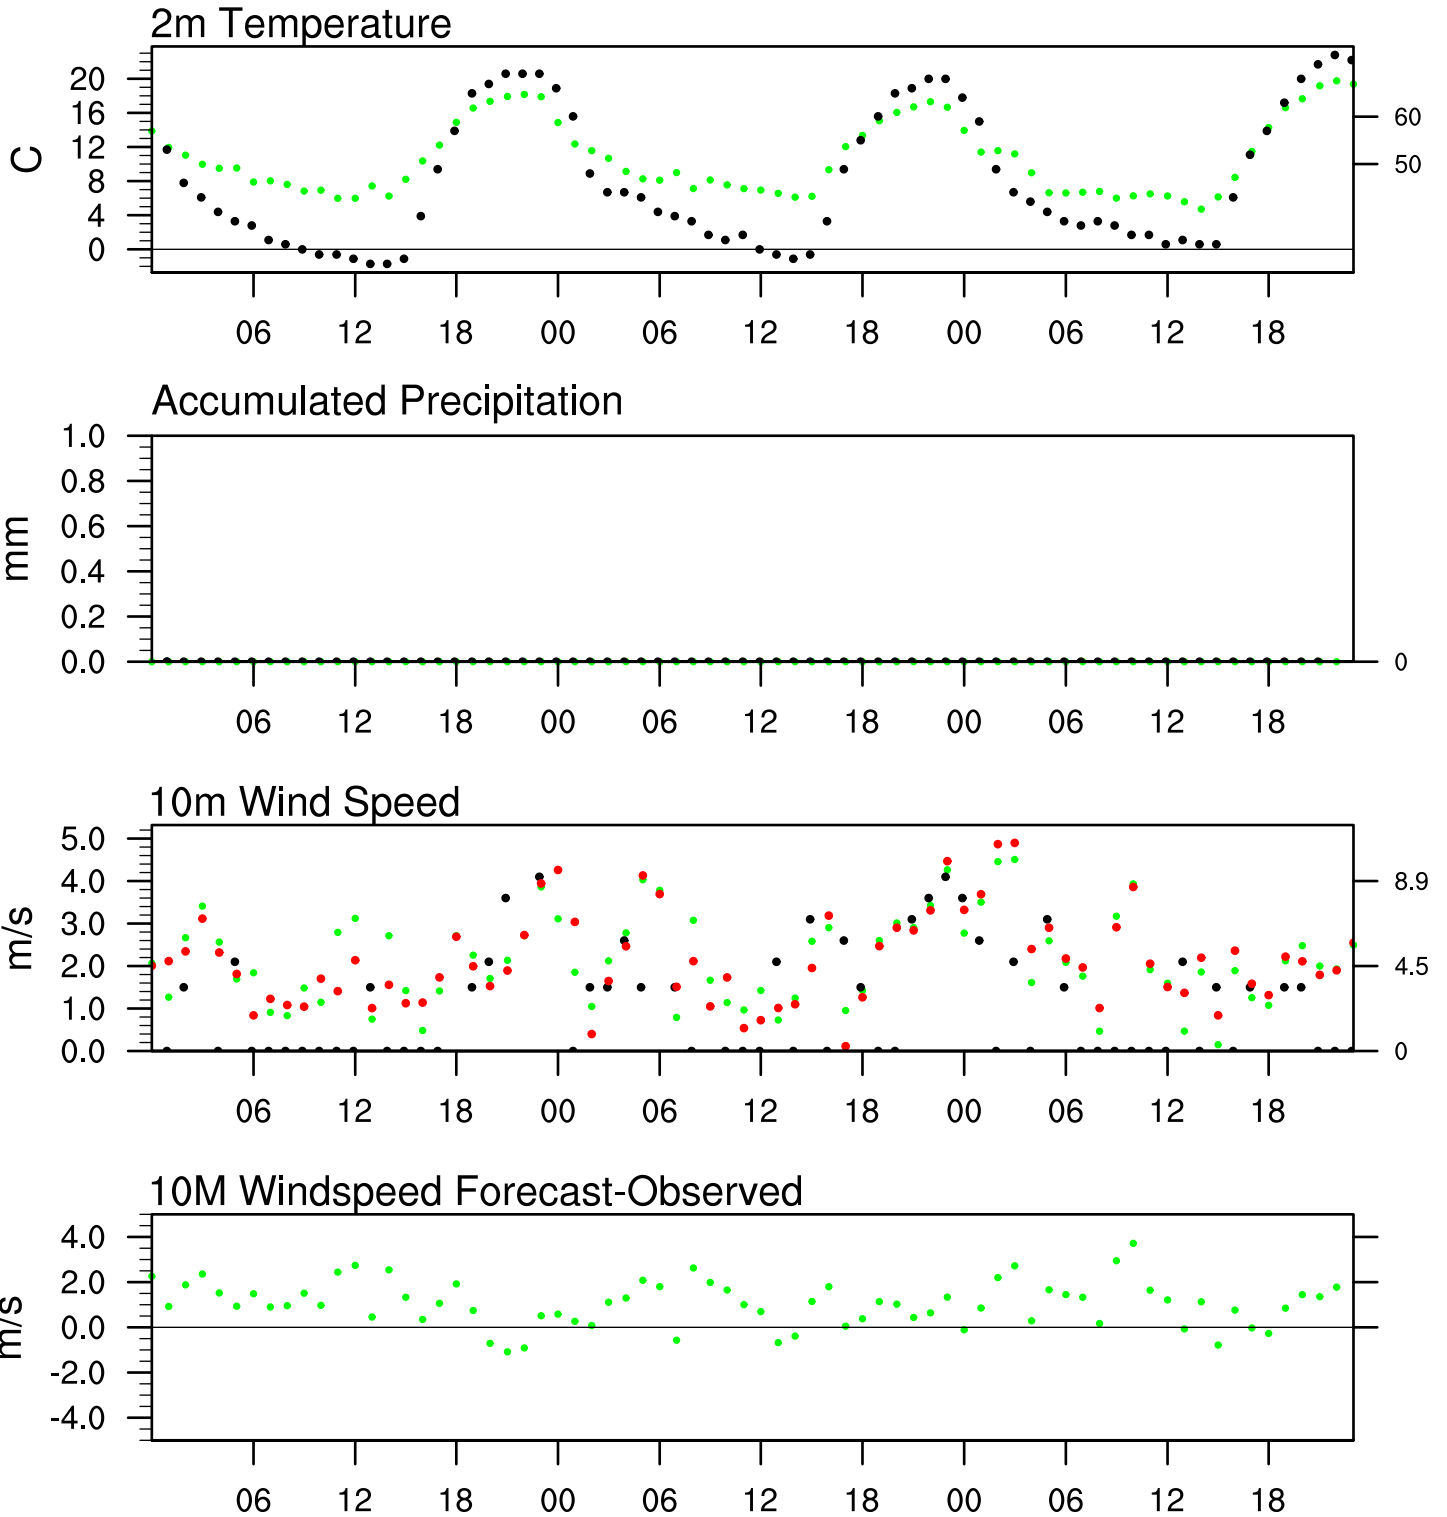 2m Temperature
20
16
12
8
4
0
C
60
50
06 12 18 00 06 12 18 00 06 12 18
Accumulated Precipitation
1.0
0.8
0.6
0.4
0.2
0.0
mm
0
06 12 18 00 06 12 18 00 06 12 18
10m Wind Speed
5.0
4.0
3.0
2.0
1.0
0.0
m/s
8.9
4.5
0
06 12 18 00 06 12 18 00 06 12 18
10M Windspeed Forecast-Observed
4.0
2.0
0.0
-2.0
-4.0
m/s
06 12 18 00 06 12 18 00 06 12 18